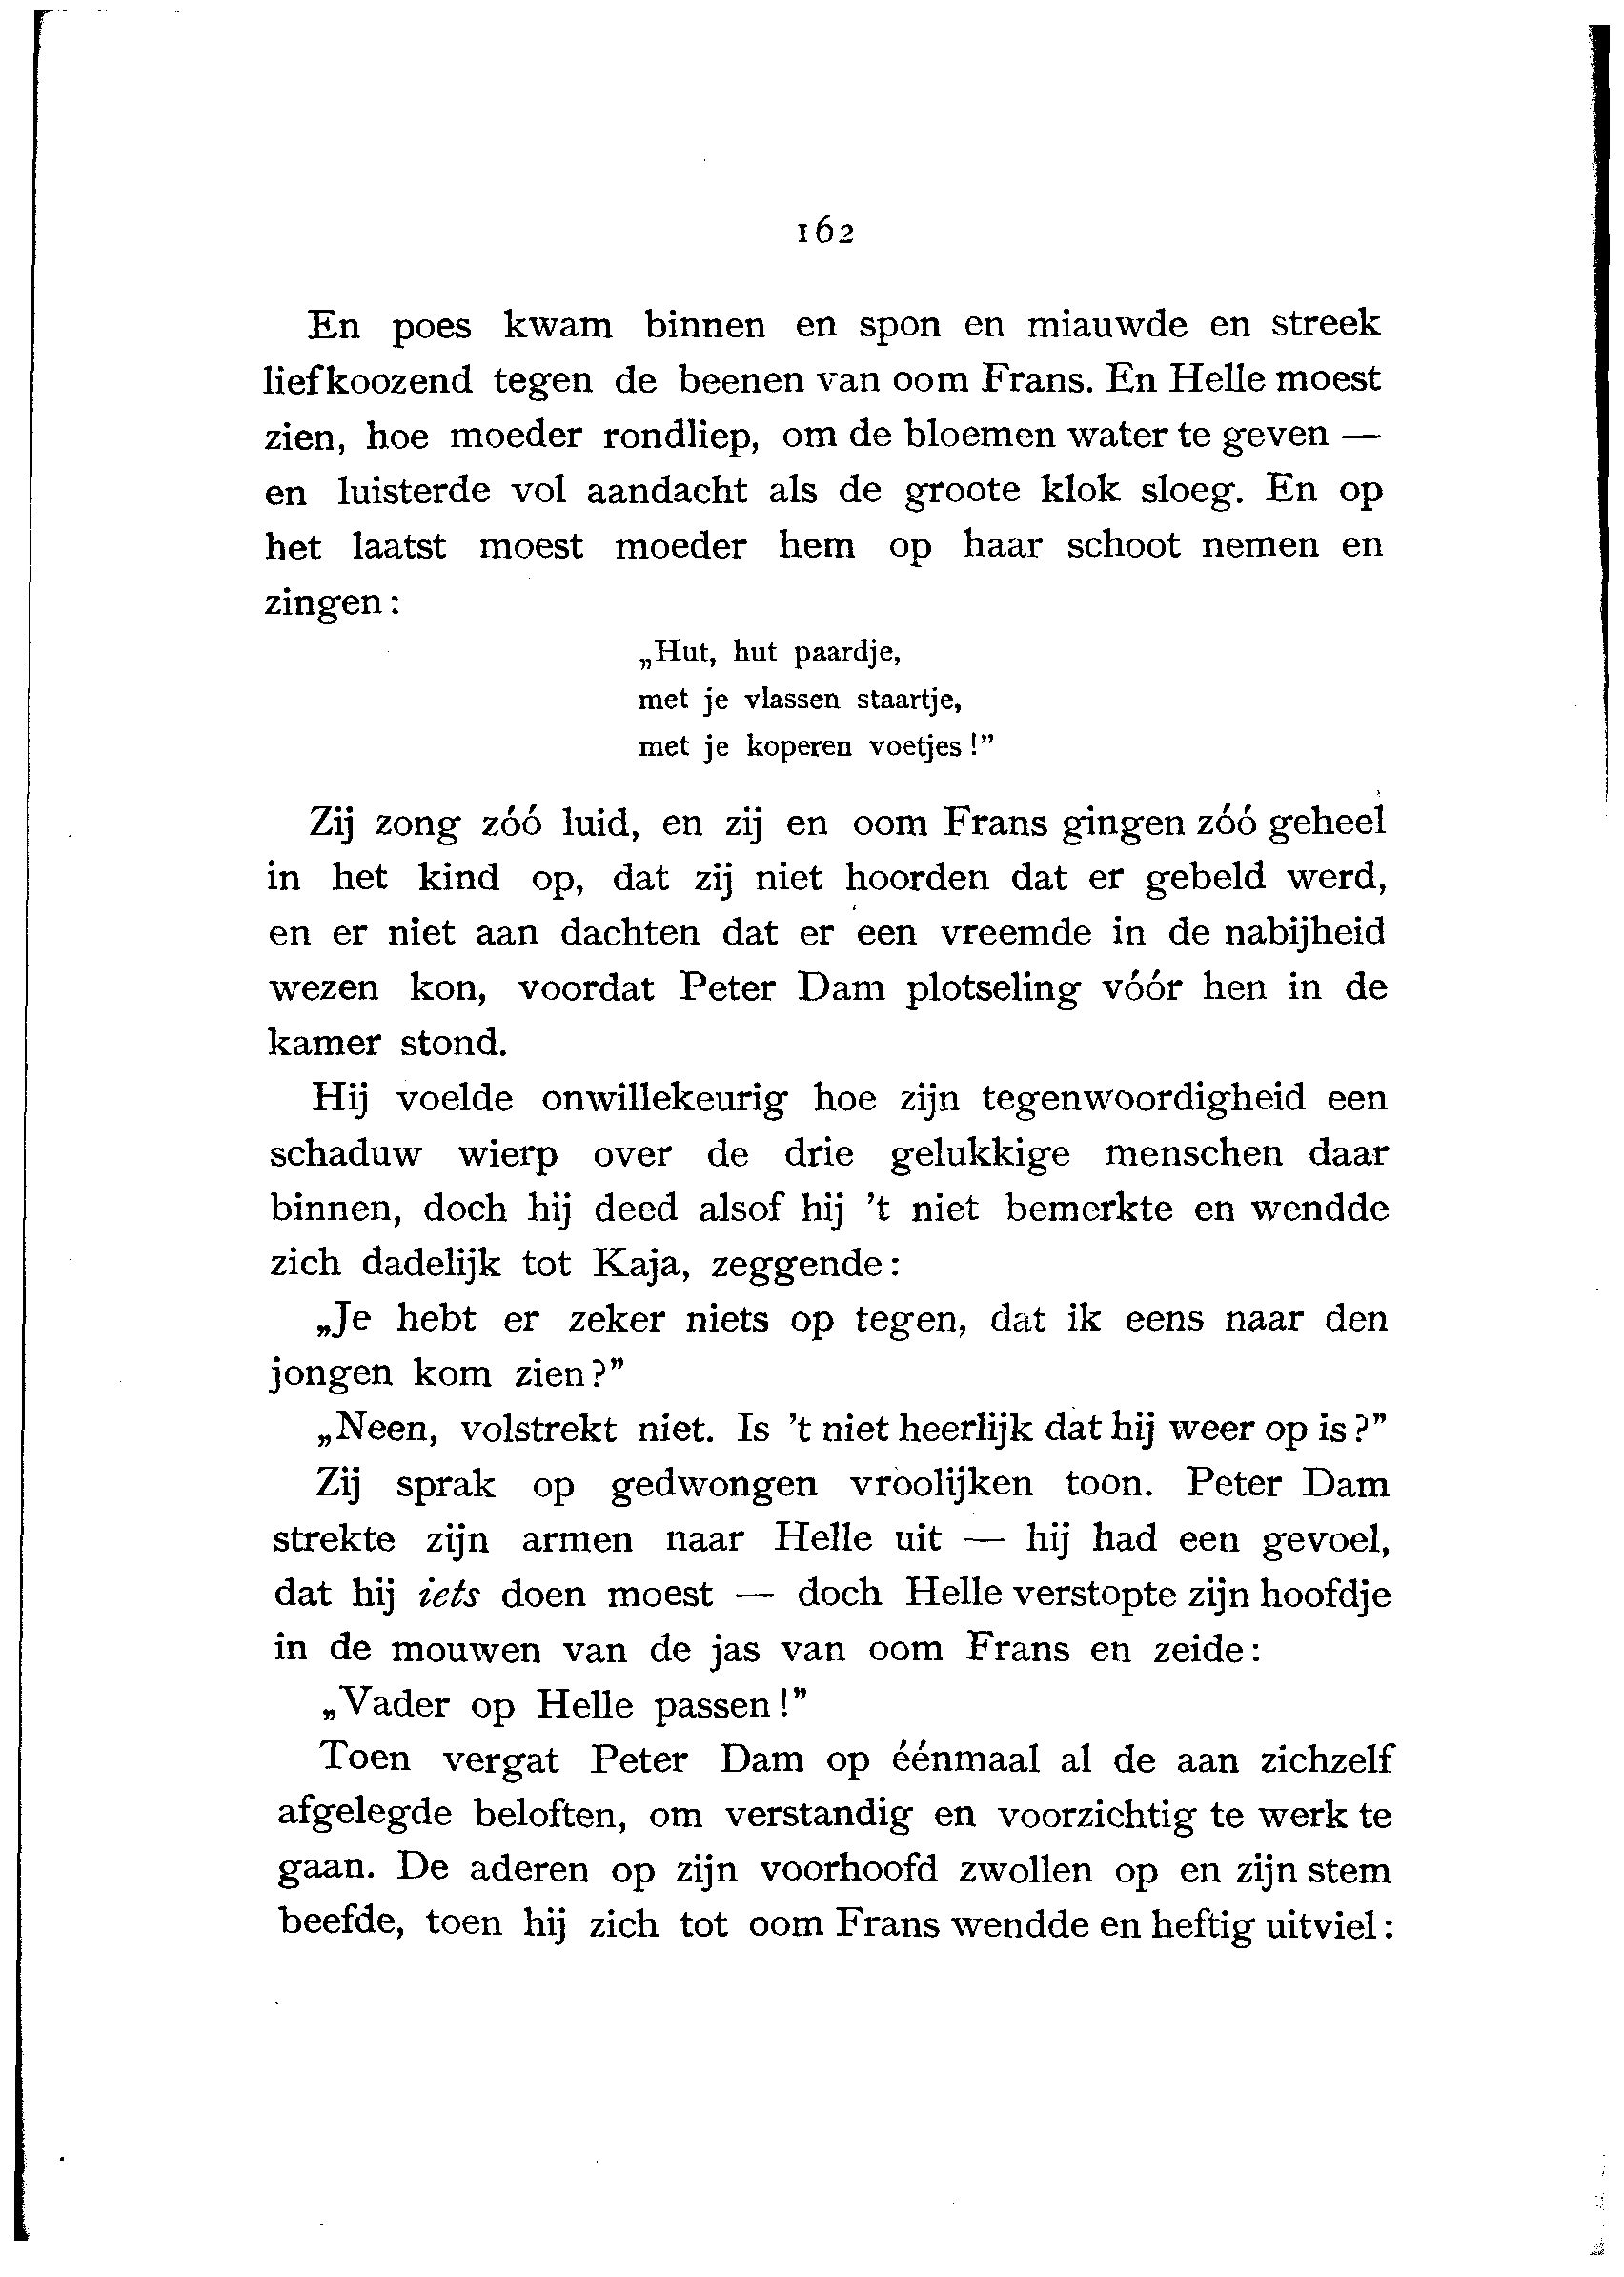 162
En poes kwam binnen en spon en miauwde en streek
liefkoozend tegen de beenen van oom Frans. En Helle moest
zien, hoe moeder rondliep, om de bloemen water te geven —
en luisterde vol aandacht als de groote klok sloeg. En op
het laatst moest moeder hem op haar schoot nemen en
zingen:
„Hut, hut paardje,
met je vlassen staartje,
met je koperen voetjes!”
Zij zong zóó luid, en zij en oom Frans gingen zóó geheel
in het kind op, dat zij niet hoorden dat er gebeld werd,
en er niet aan dachten dat er een vreemde in de nabijheid
wezen kon, voordat Peter Dam plotseling vóór hen in de
kamer stond.
Hij voelde onwillekeurig hoe zijn tegenwoordigheid een
schaduw wierp over de drie gelukkige menschen daar
binnen, doch hij deed alsof hij ’t niet bemerkte en wendde
zich dadelijk tot Kaja, zeggende:
„Je hebt er zeker niets op tegen, dat ik eens naar den
jongen kom zien?”
„Neen, volstrekt niet. Is ’t niet heerlijk dat hij weer op is?”
Zij sprak op gedwongen vroolijken toon. Peter Dam
strekte zijn armen naar Helle uit — hij had een gevoel,
dat hij iets doen moest — doch Helle verstopte zijn hoofdje
in de mouwen van de jas van oom Frans en zeide:
„Vader op Helle passen!”
Toen vergat Peter Dam op éénmaal al de aan zichzelf
afgelegde beloften, om verstandig en voorzichtig te werk te
gaan. De aderen op zijn voorhoofd zwollen op en zijn stem
beefde, toen hij zich tot oom Frans wendde en heftig uitviel: